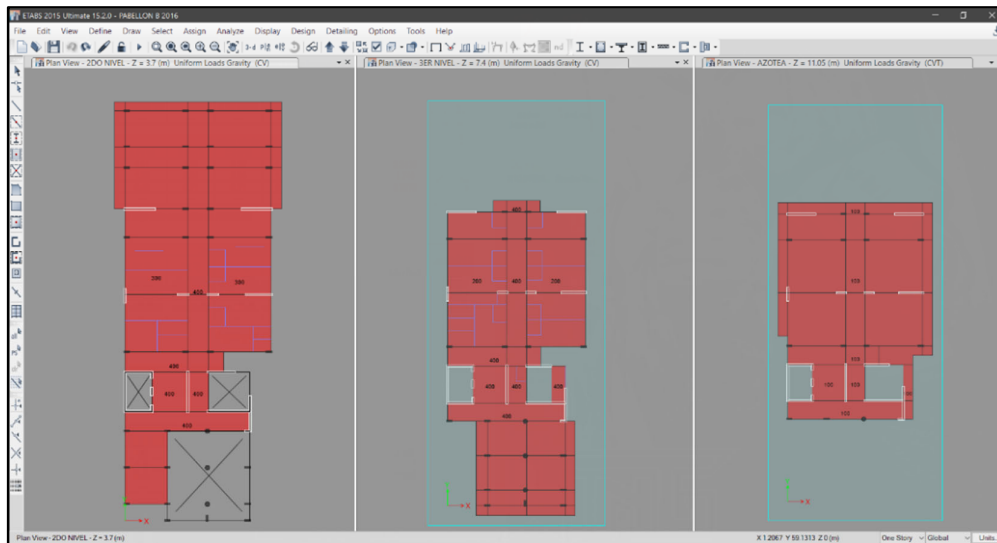 ETABS 2015 Ultimate 15.2.0 - PABELLON B 2016
File Edit View Define Draw Select Assign Analyze Display Design Detailing Options Tools Help
Plan View - 2DO NIVEL - Z = 3.7 (m) Uniform Loads Gravity (CV)
Plan View - 3ER NIVEL - Z = 7.4 (m) Uniform Loads Gravity (CV)
Plan View - AZOTEA - Z = 11.05 (m) Uniform Loads Gravity (CVT)
400
100
400
400
100
400
400 400
400 400 400
100 100
400
400
100
X
X
X
Plan View - 2DO NIVEL - Z = 3.7 (m)
X 1.2067 Y 59.1313 Z 0 (m)
One Story
Global
Units...